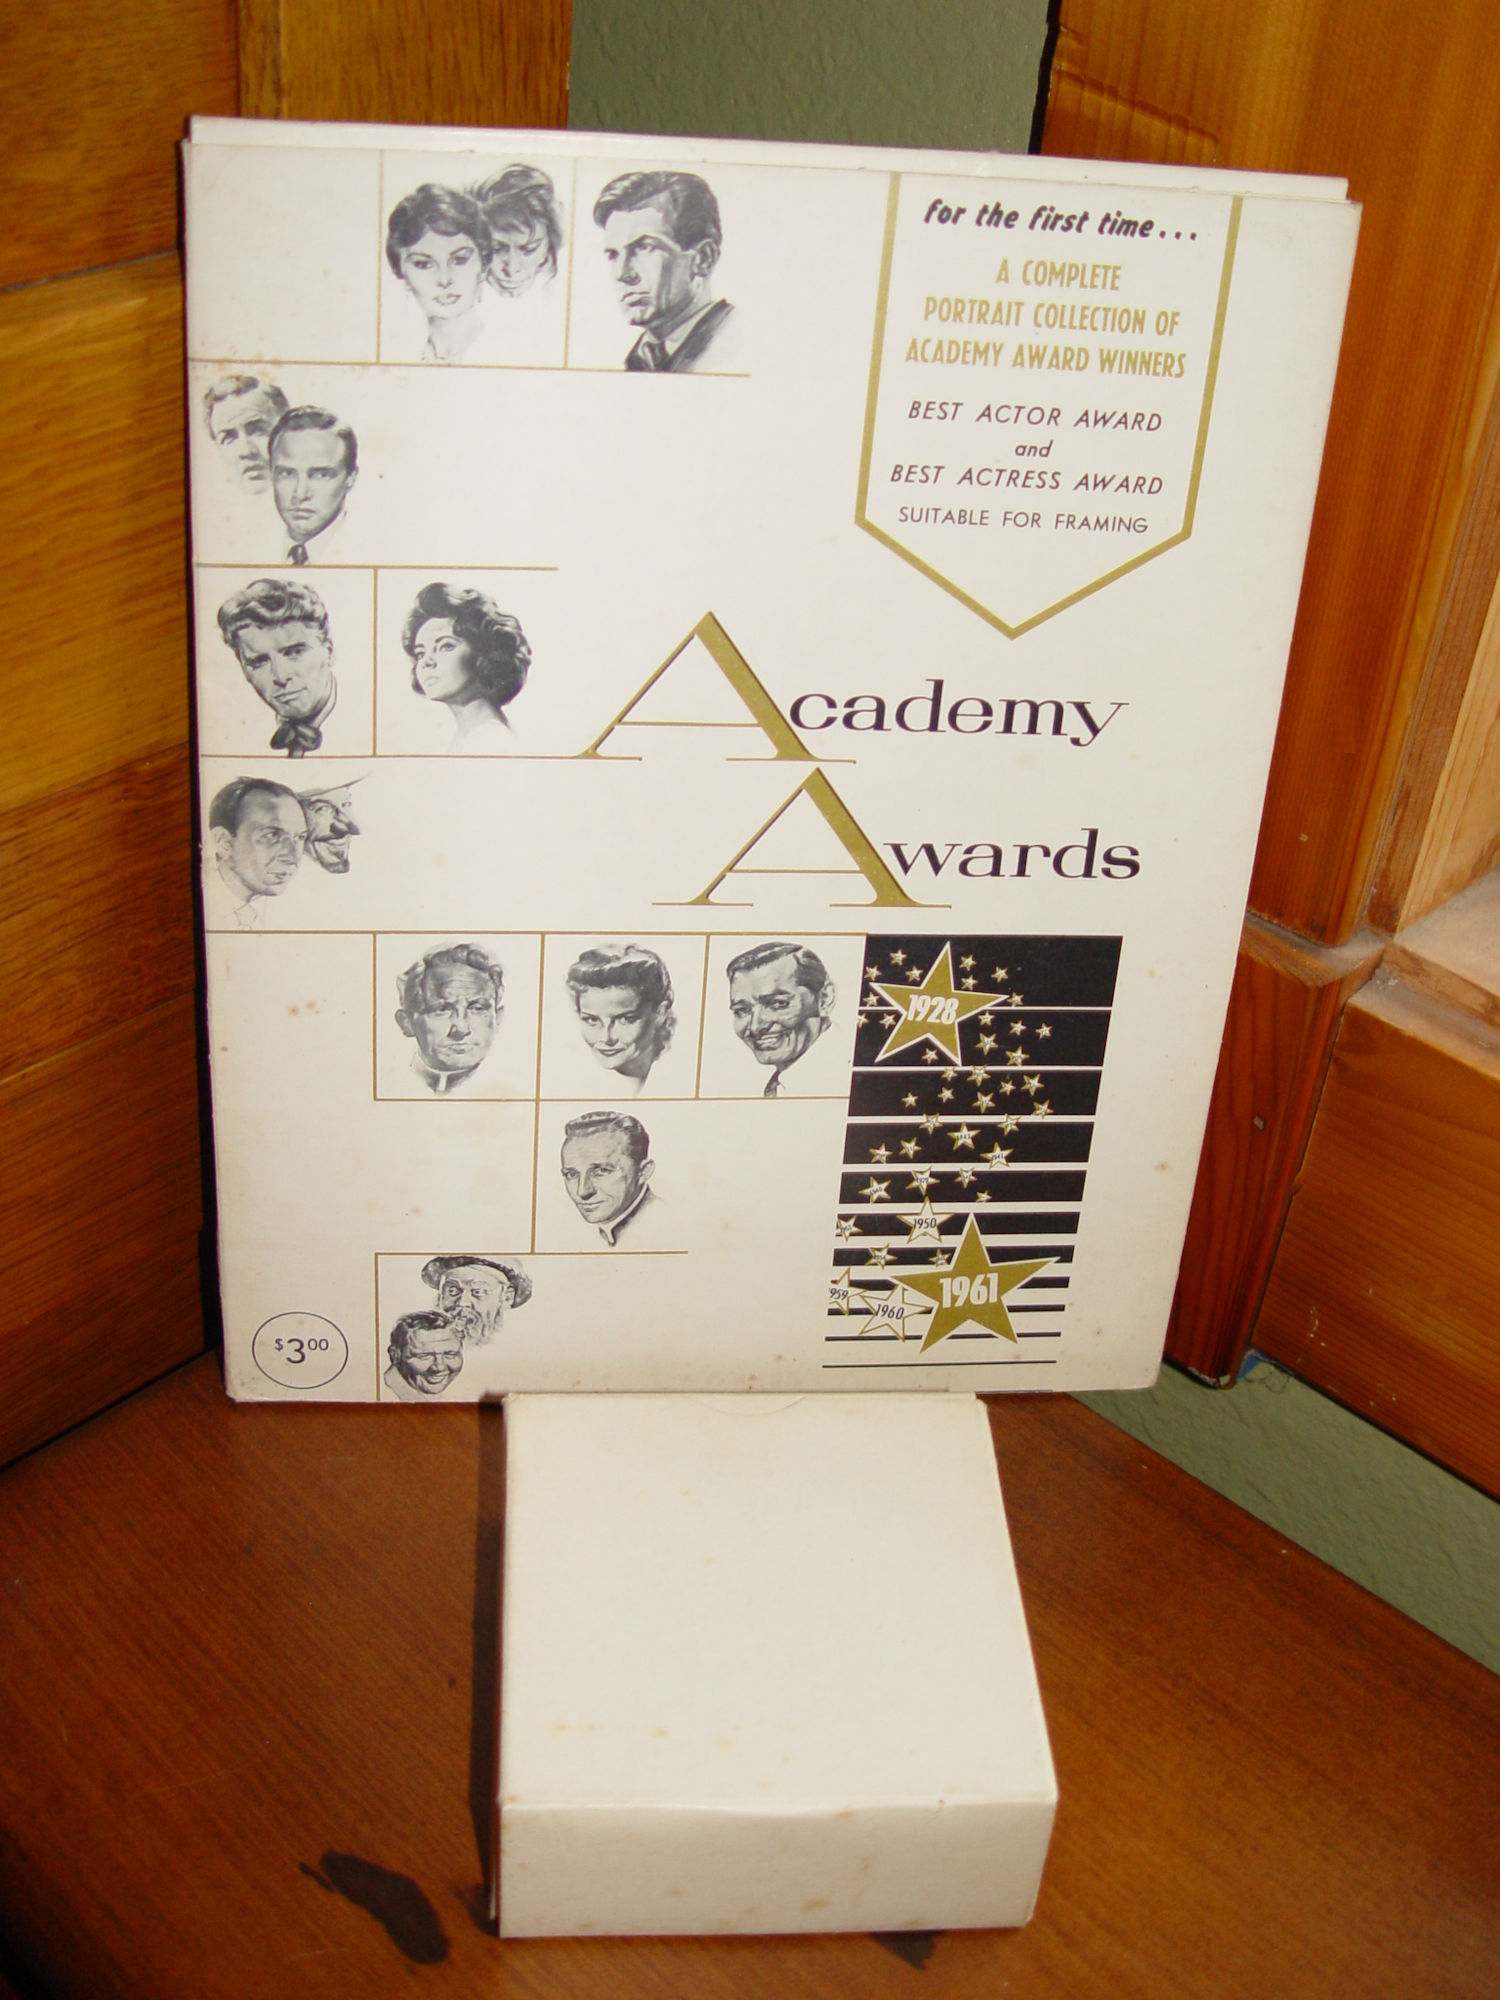 for the first time...
A COMPLETE
PORTRAIT COLLECTION OF
ACADEMY AWARD WINNERS
BEST ACTOR AWARD
and
BEST ACTRESS AWARD
SUITABLE FOR FRAMING
Academy
Awards
1928
1950
1961
1960
959
$3.00